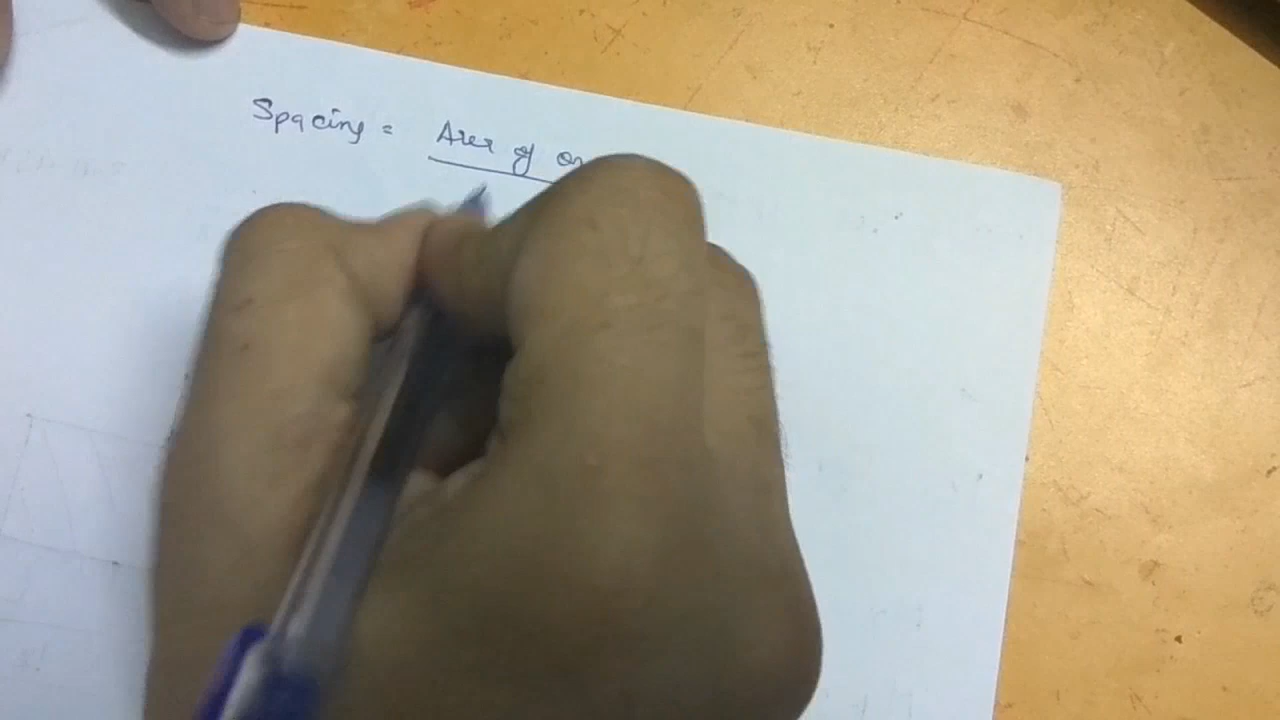 Spacing = Area of